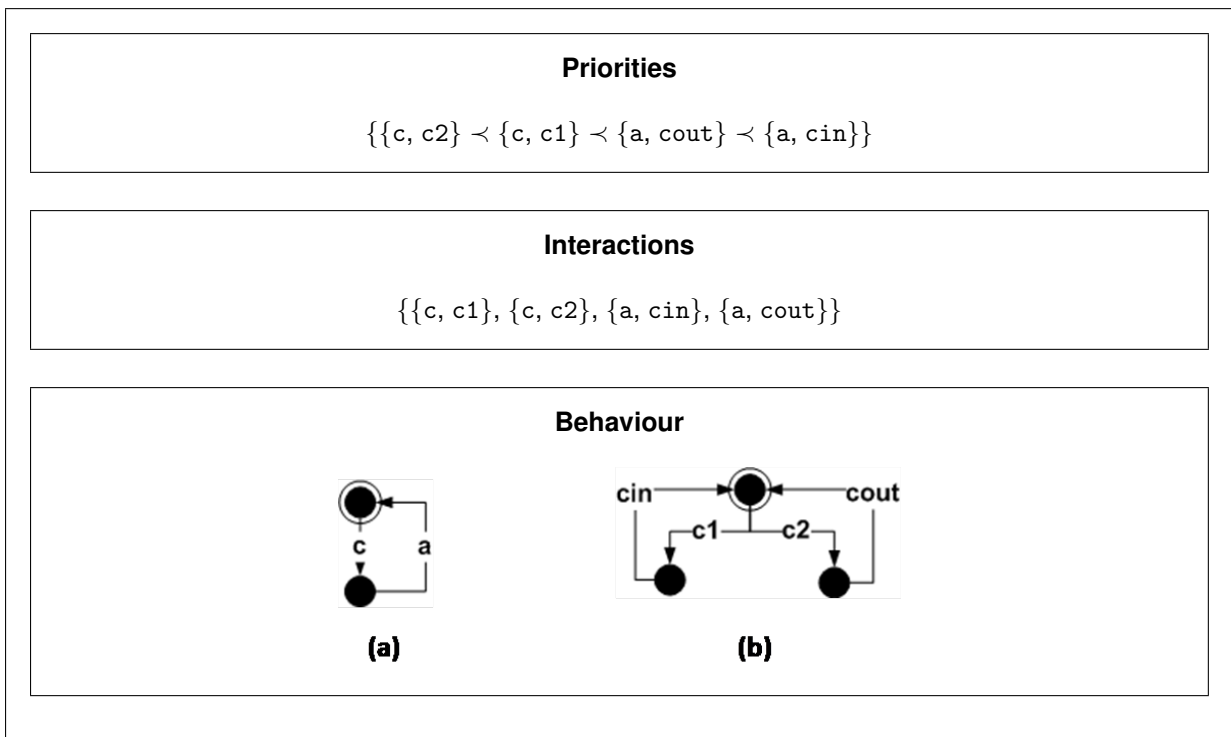 Priorities
{{c, c2} ≺ {c, c1} ≺ {a, cout} ≺ {a, cin}}
Interactions
{{c, c1}, {c, c2}, {a, cin}, {a, cout}}
Behaviour
cin cout
c1 c2
c a
(a) (b)